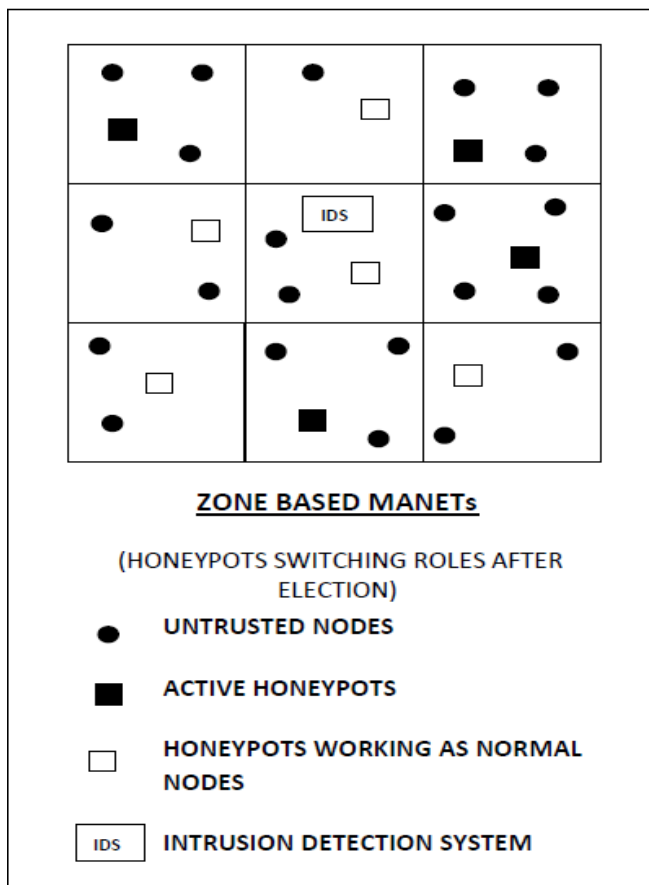 IDS
ZONE BASED MANETs
(HONEYPOTS SWITCHING ROLES AFTER
ELECTION)
UNTRUSTED NODES
ACTIVE HONEYPOTS
HONEYPOTS WORKING AS NORMAL
NODES
IDS INTRUSION DETECTION SYSTEM